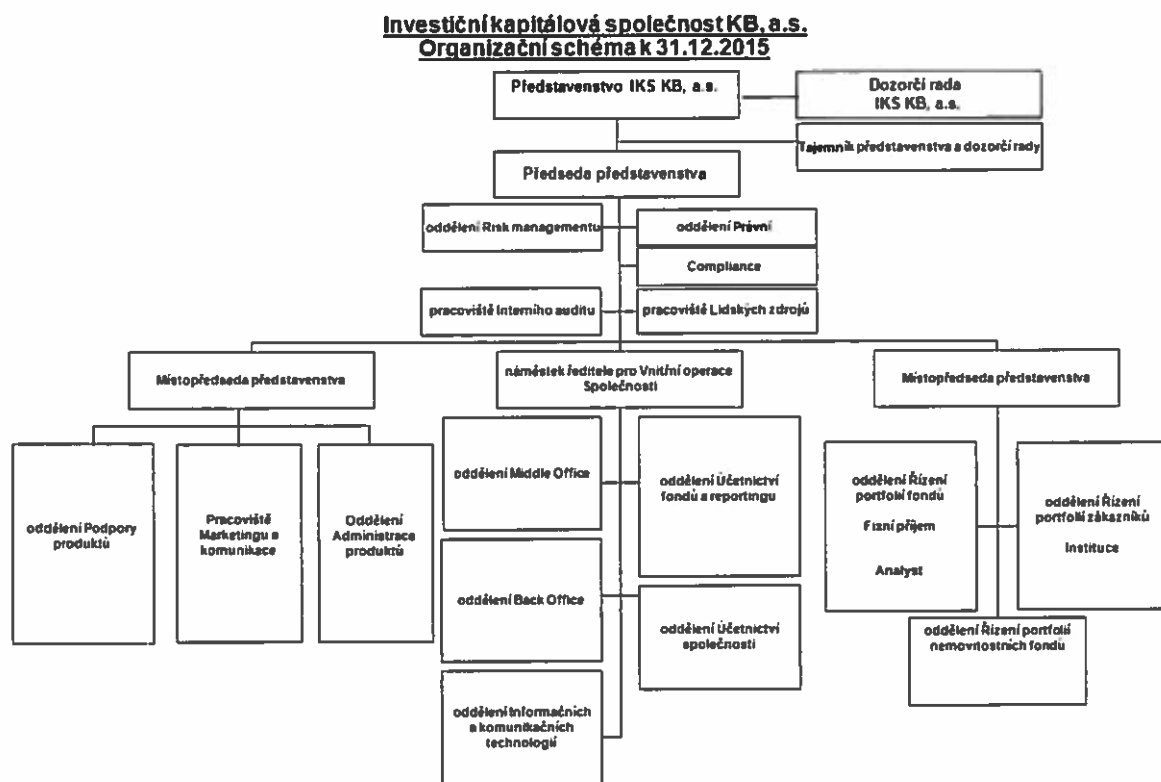 Investiční kapitálová společnost KB, a.s.
Organizační schéma k 31.12.2015
Představenstvo IKS KB, a.s.
Dozorčí rada
IKS KB, a.s.
Tajemník představenstva a dozorčí rady
Předseda představenstva
oddělení Risk managementu
oddělení Právní
Compliance
pracoviště Interního auditu
pracoviště Lidských zdrojů
Místopředseda představenstva
náměstek ředitele pro Vnitřní operace
Společnosti
Místopředseda představenstva
oddělení Podpory
produktů
Pracoviště
Marketingu a
komunikace
Oddělení
Administrace
produktů
oddělení Middle Office
oddělení Účetnictví
fondů a reportingu
oddělení Back Office
oddělení Účetnictví
společnosti
oddělení Informačních
a komunikačních
technologií
oddělení Řízení
portfolií fondů
Fixní příjem
Analyst
oddělení Řízení
portfolií zákazníků
Instituce
oddělení Řízení portfolií
nemovitostních fondů